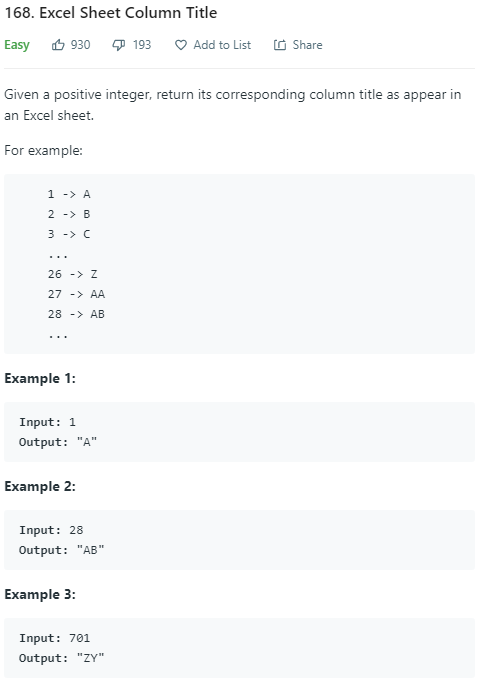 168. Excel Sheet Column Title
Easy 930 193 Add to List Share
Given a positive integer, return its corresponding column title as appear in
an Excel sheet.
For example:
1 -> A
2 -> B
3 -> C
...
26 -> Z
27 -> AA
28 -> AB
...
Example 1:
Input: 1
Output: "A"
Example 2:
Input: 28
Output: "AB"
Example 3:
Input: 701
Output: "ZY"